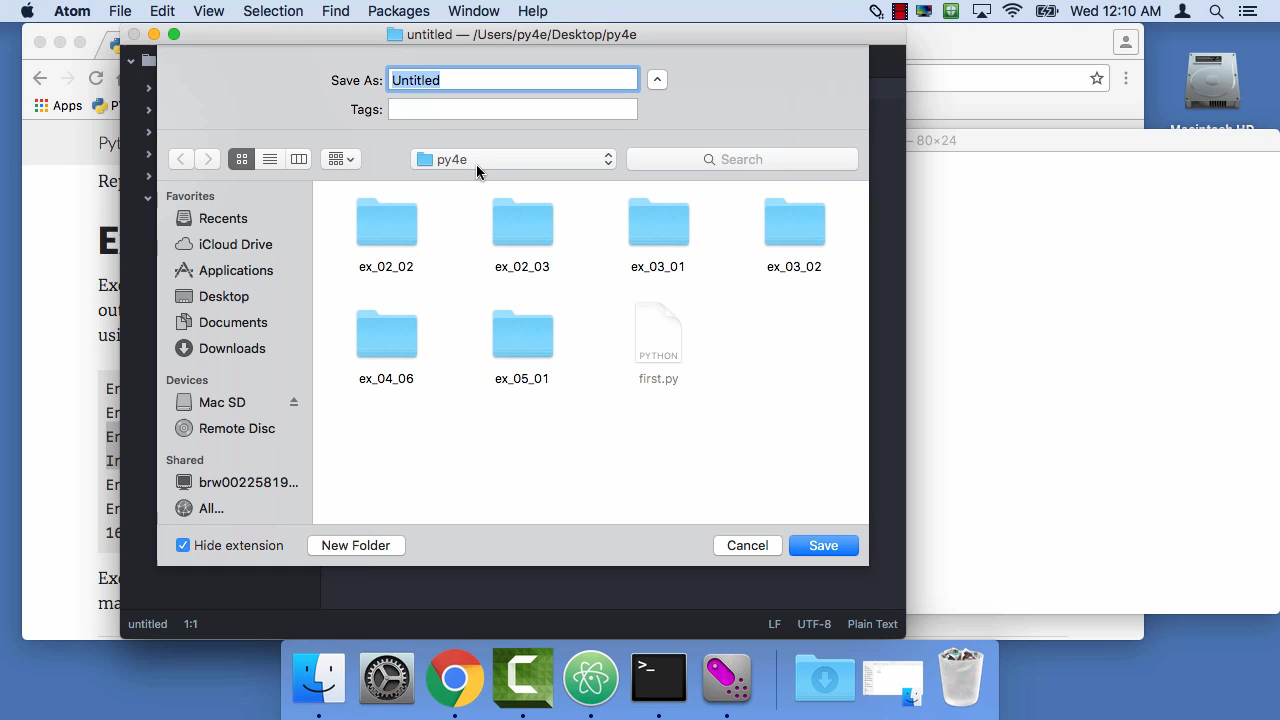 Atom File Edit View Selection Find Packages Window Help Wed 12:10 AM
untitled — /Users/py4e/Desktop/py4e
Save As: Untitled
Tags:
Apps
80×24
py4e
Search
Favorites
Recents
iCloud Drive
Applications
Desktop
Documents
Downloads
Devices
Mac SD
Remote Disc
Shared
brw00225819...
All...
ex_02_02 ex_02_03 ex_03_01 ex_03_02
PYTHON
ex_04_06 ex_05_01 first.py
Hide extension New Folder Cancel Save
untitled 1:1 LF UTF-8 Plain Text